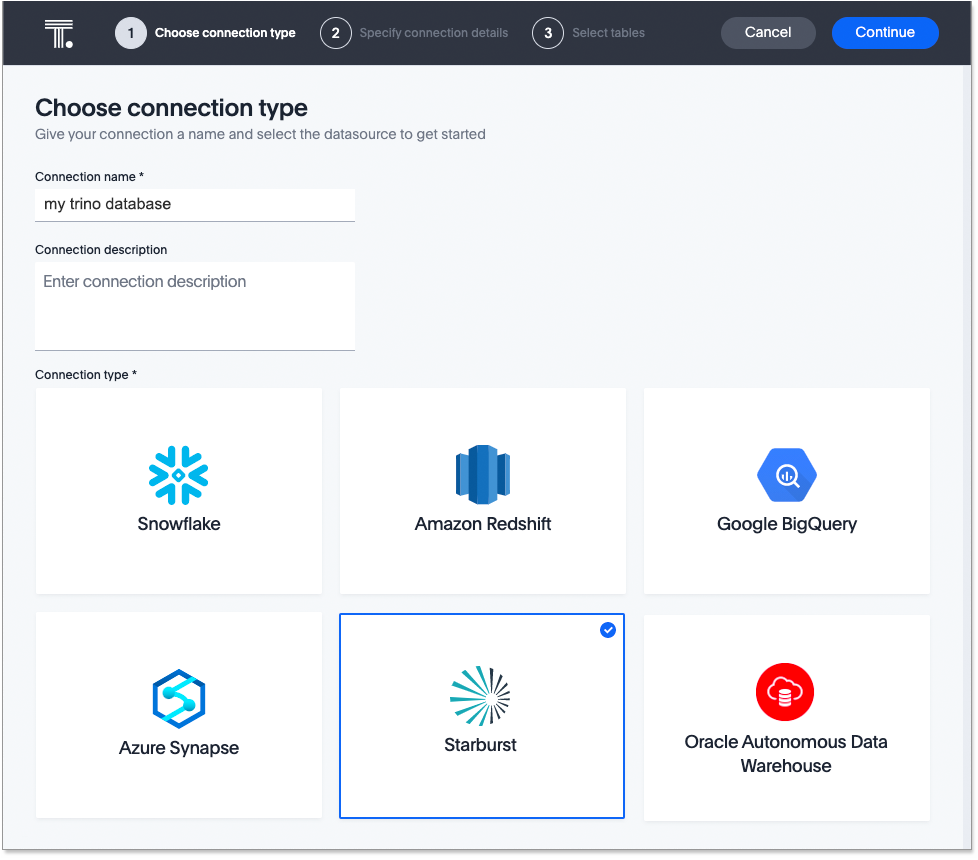 T.
1 Choose connection type 2 Specify connection details 3 Select tables Cancel Continue
Choose connection type
Give your connection a name and select the datasource to get started
Connection name *
my trino database
Connection description
Enter connection description
Connection type *
Snowflake
Amazon Redshift
Google BigQuery
Azure Synapse
Starburst
Oracle Autonomous Data
Warehouse